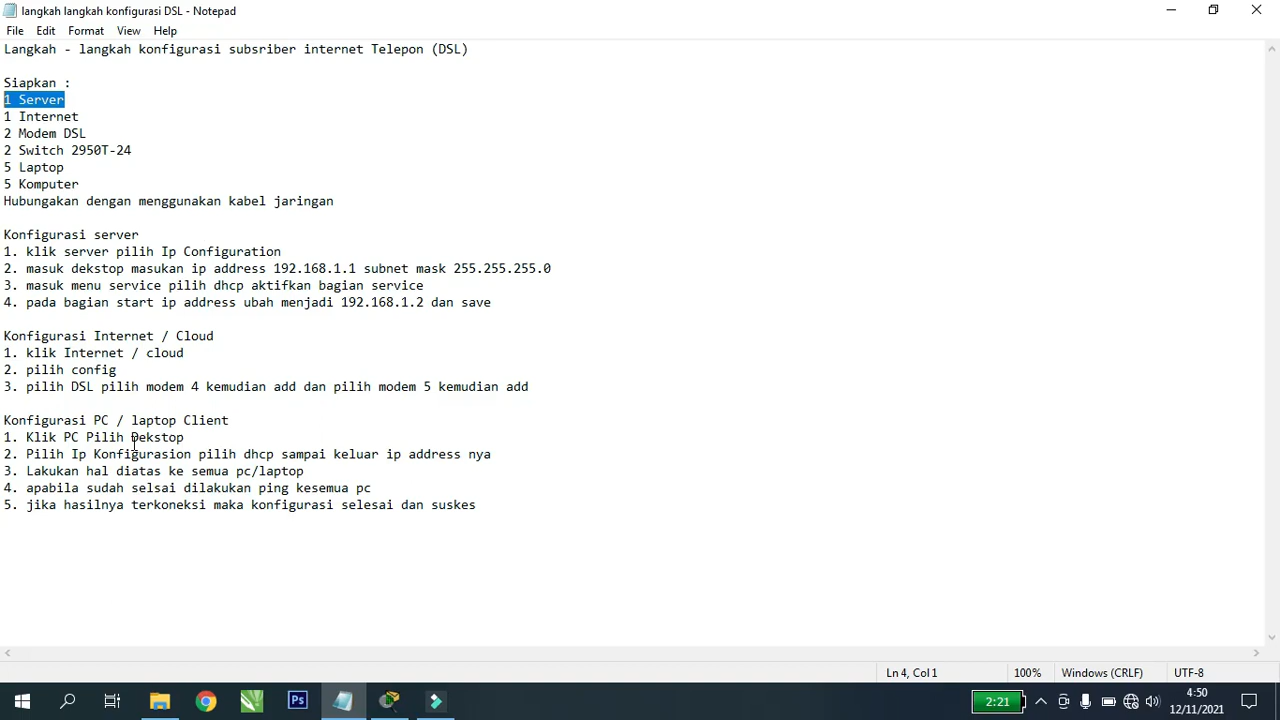 langkah langkah konfigurasi DSL - Notepad
File Edit Format View Help
Langkah - langkah konfigurasi subsriber internet Telepon (DSL)
Siapkan :
1 Server
1 Internet
2 Modem DSL
2 Switch 2950T-24
5 Laptop
5 Komputer
Hubungakan dengan menggunakan kabel jaringan
Konfigurasi server
1. klik server pilih Ip Configuration
2. masuk dekstop masukan ip address 192.168.1.1 subnet mask 255.255.255.0
3. masuk menu service pilih dhcp aktifkan bagian service
4. pada bagian start ip address ubah menjadi 192.168.1.2 dan save
Konfigurasi Internet / Cloud
1. klik Internet / cloud
2. pilih config
3. pilih DSL pilih modem 4 kemudian add dan pilih modem 5 kemudian add
Konfigurasi PC / laptop Client
1. Klik PC Pilih Dekstop
2. Pilih Ip Konfigurasion pilih dhcp sampai keluar ip address nya
3. Lakukan hal diatas ke semua pc/laptop
4. apabila sudah selsai dilakukan ping kesemua pc
5. jika hasilnya terkoneksi maka konfigurasi selesai dan suskes
Ln 4, Col 1 100% Windows (CRLF) UTF-8
Ps 2:21 4:50
12/11/2021